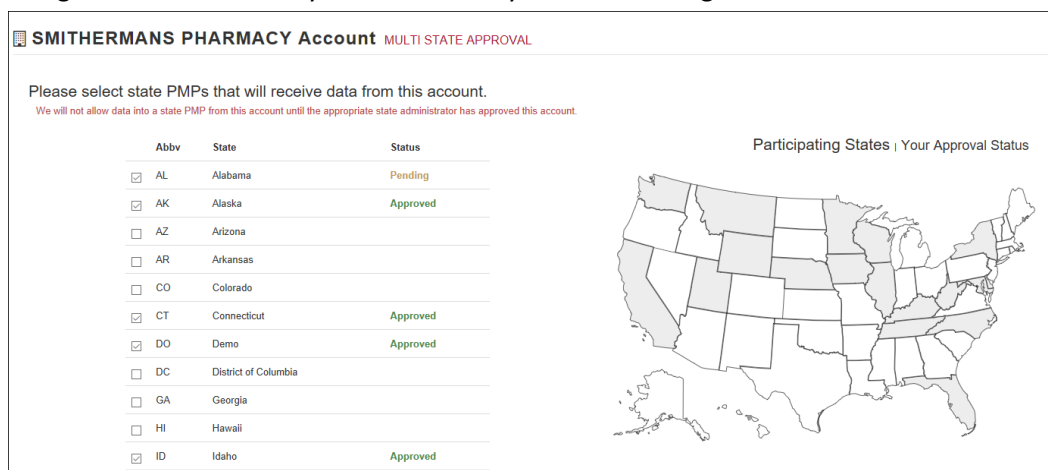 SMITHERMANS PHARMACY Account MULTI STATE APPROVAL
Please select state PMPs that will receive data from this account.
We will not allow data into a state PMP from this account until the appropriate state administrator has approved this account.
Abbv State Status
AL Alabama Pending
AK Alaska Approved
AZ Arizona
AR Arkansas
CO Colorado
CT Connecticut Approved
DO Demo Approved
DC District of Columbia
GA Georgia
HI Hawaii
ID Idaho Approved
Participating States | Your Approval Status